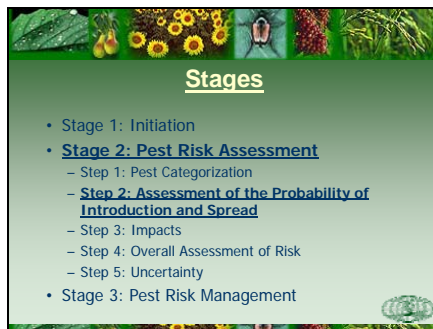 Stages
• Stage 1: Initiation
• Stage 2: Pest Risk Assessment
– Step 1: Pest Categorization
– Step 2: Assessment of the Probability of
Introduction and Spread
– Step 3: Impacts
– Step 4: Overall Assessment of Risk
– Step 5: Uncertainty
• Stage 3: Pest Risk Management